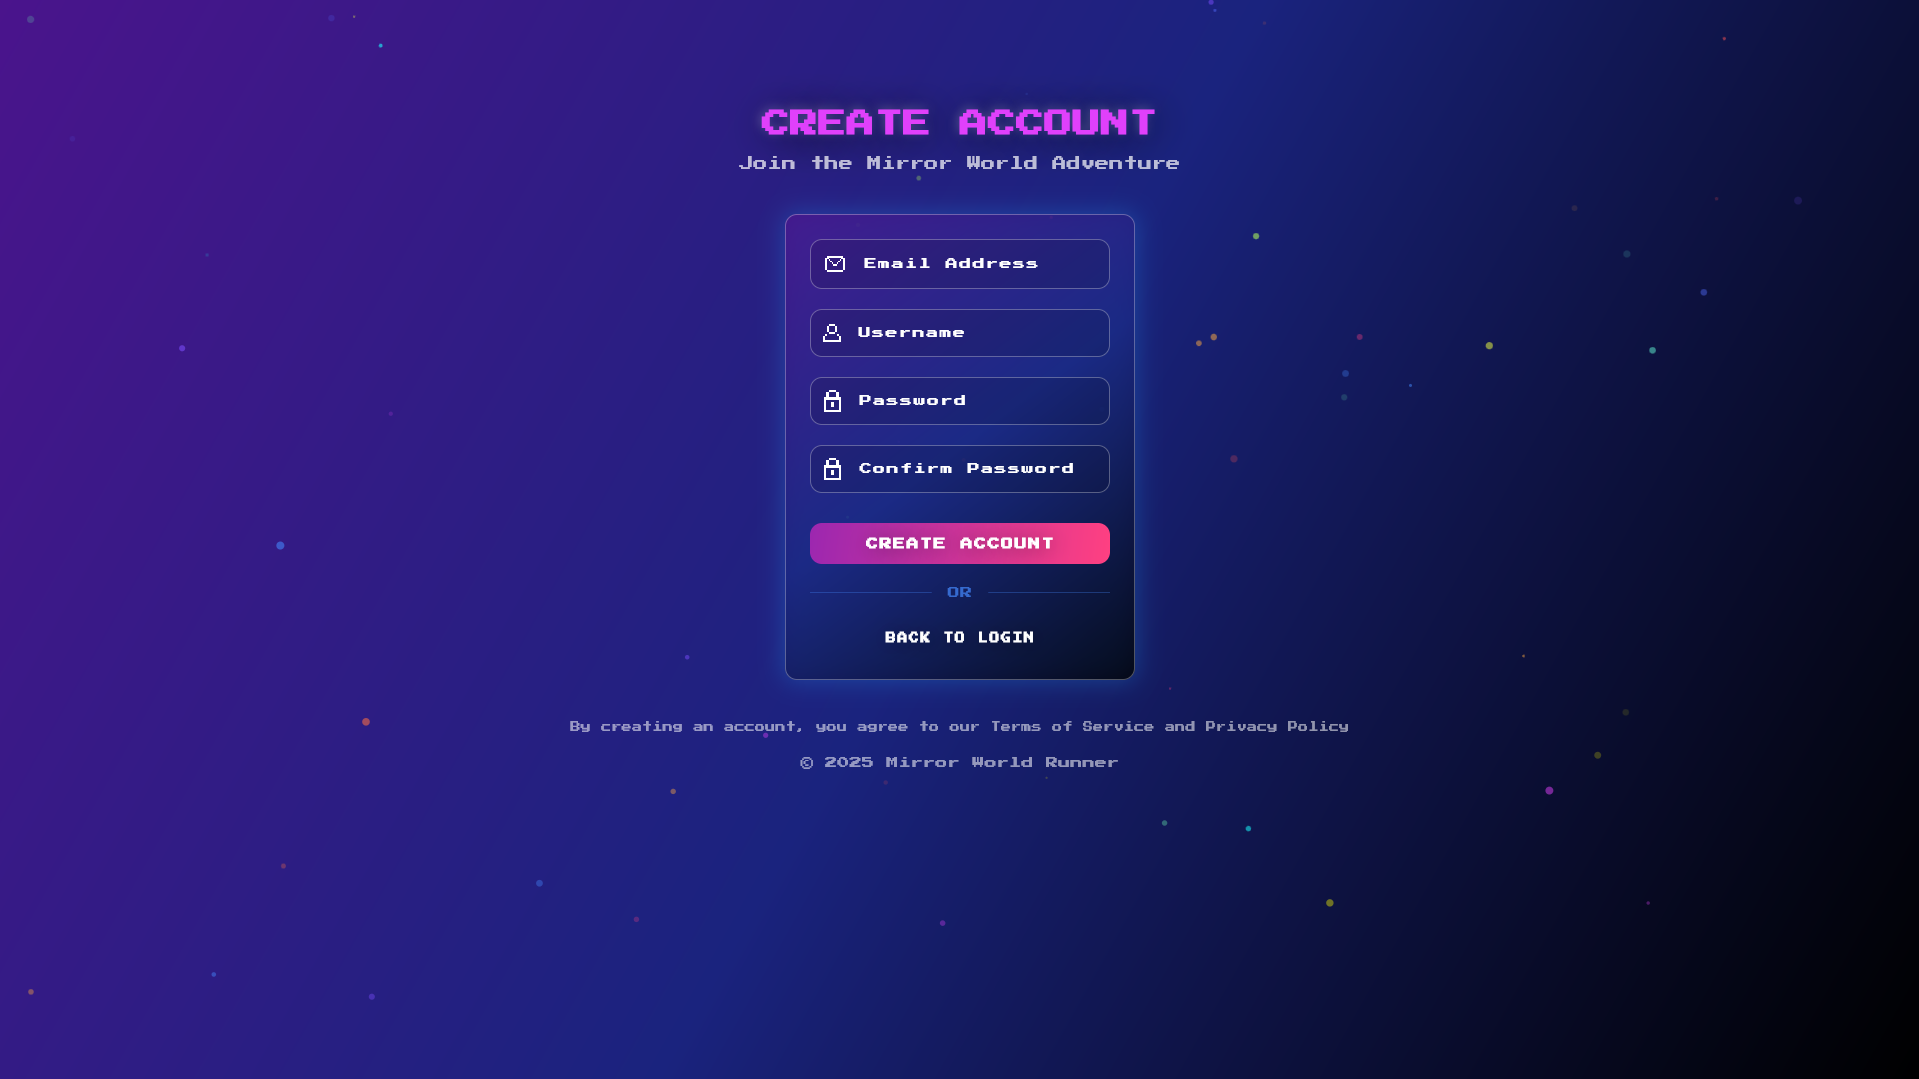 CREATE ACCOUNT
Join the Mirror World Adventure
Email Address
Username
Password
Confirm Password
CREATE ACCOUNT
OR
BACK TO LOGIN
By creating an account, you agree to our Terms of Service and Privacy Policy
© 2025 Mirror World Runner